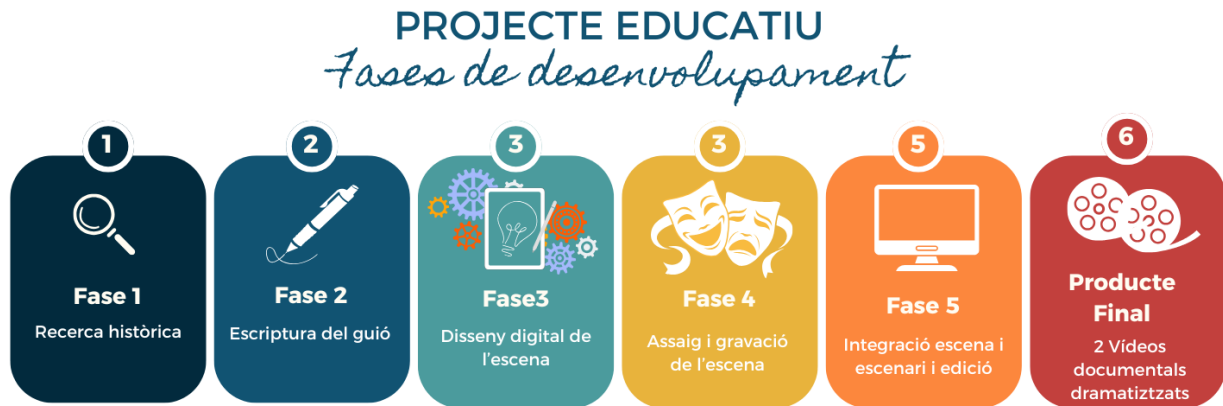 PROJECTE EDUCATIU
Fases de desenvolupament
1
Fase 1
Recerca històrica
2
Fase 2
Escriptura del guió
3
Fase3
Disseny digital de
l'escena
3
Fase 4
Assaig i gravació
de l'escena
5
Fase 5
Integració escena i
escenari i edició
6
Producte
Final
2 Vídeos
documentals
dramatiztzats